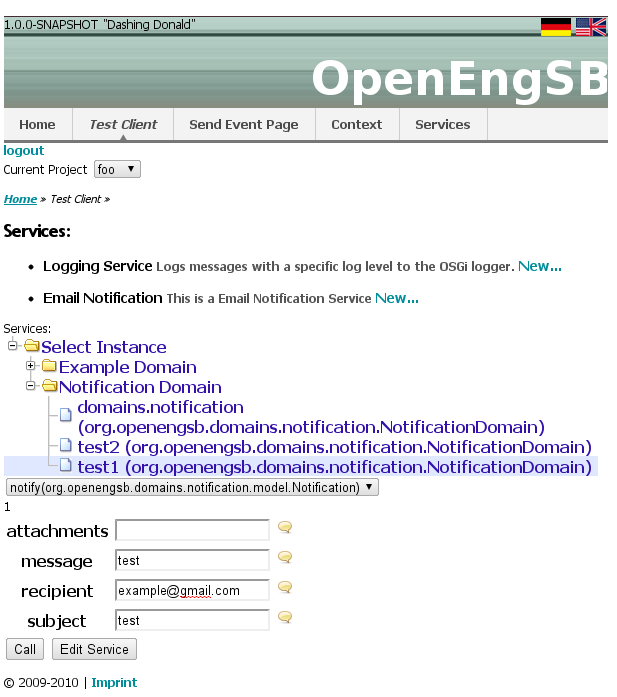 1.0.0-SNAPSHOT "Dashing Donald"
OpenEngSB
Home Test Client Send Event Page Context Services
logout
Current Project foo
Home » Test Client »
Services:
• Logging Service Logs messages with a specific log level to the OSGi logger. New...
• Email Notification This is a Email Notification Service New...
Services:
Select Instance
Example Domain
Notification Domain
domains.notification
(org.openengsb.domains.notification.NotificationDomain)
test2 (org.openengsb.domains.notification.NotificationDomain)
test1 (org.openengsb.domains.notification.NotificationDomain)
notify(org.openengsb.domains.notification.model.Notification)
1
attachments
message test
recipient example@gmail.com
subject test
Call Edit Service
© 2009-2010 | Imprint